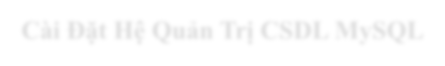 Cài Đặt Hệ Quản Trị CSDL MySQL